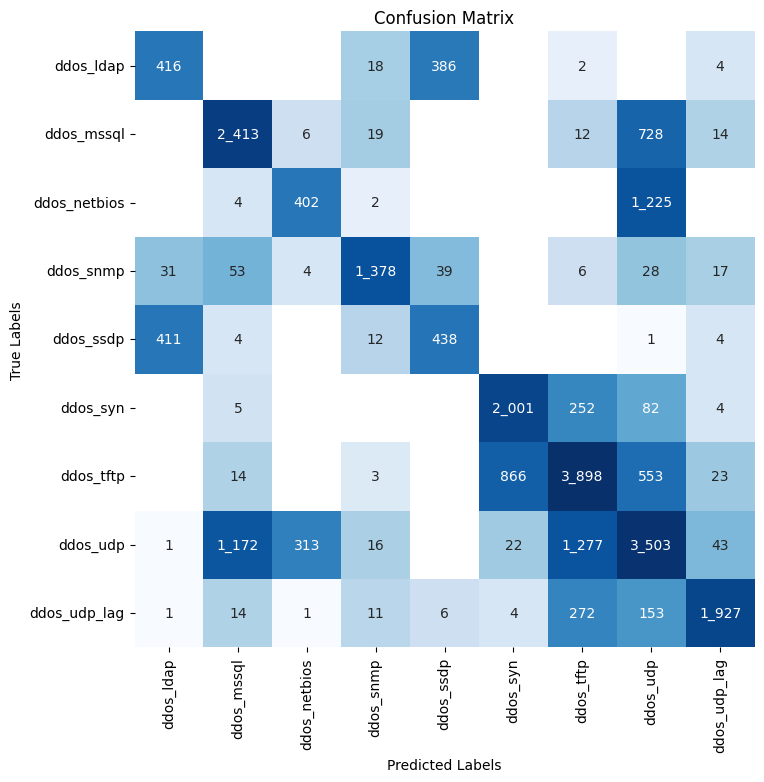 Confusion Matrix
True Labels
ddos_ldap 416 18 386 2 4
ddos_mssql 2_413 6 19 12 728 14
ddos_netbios 4 402 2 1_225
ddos_snmp 31 53 4 1_378 39 6 28 17
ddos_ssdp 411 4 12 438 1 4
ddos_syn 5 2_001 252 82 4
ddos_tftp 14 3 866 3_898 553 23
ddos_udp 1 1_172 313 16 22 1_277 3_503 43
ddos_udp_lag 1 14 1 11 6 4 272 153 1_927
ddos_ldap ddos_mssql ddos_netbios ddos_snmp ddos_ssdp ddos_syn ddos_tftp ddos_udp ddos_udp_lag
Predicted Labels